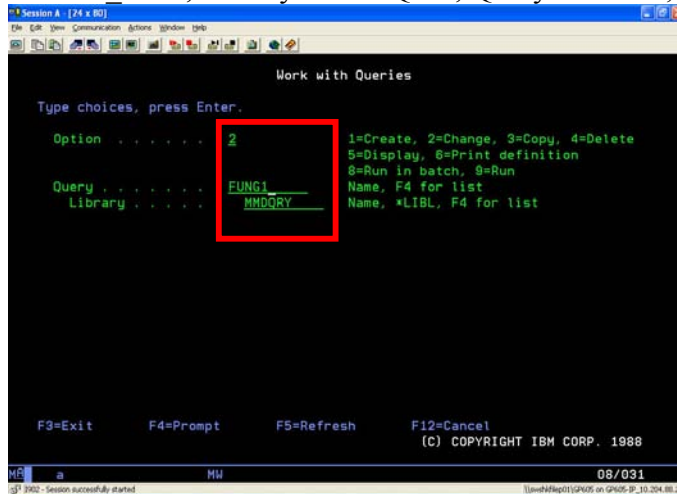 Session A - [24 x 80]
File Edit View Communication Actions Window Help
Work with Queries
Type choices, press Enter.
Option . . . . . . 2 1=Create, 2=Change, 3=Copy, 4=Delete
5=Display, 6=Print definition
8=Run in batch, 9=Run
Query . . . . . . . FUNG1 Name, F4 for list
Library . . . . . MMDQRY Name, *LIBL, F4 for list
F3=Exit F4=Prompt F5=Refresh F12=Cancel
(C) COPYRIGHT IBM CORP. 1988
MA a MW 08/031
I902 - Session successfully started